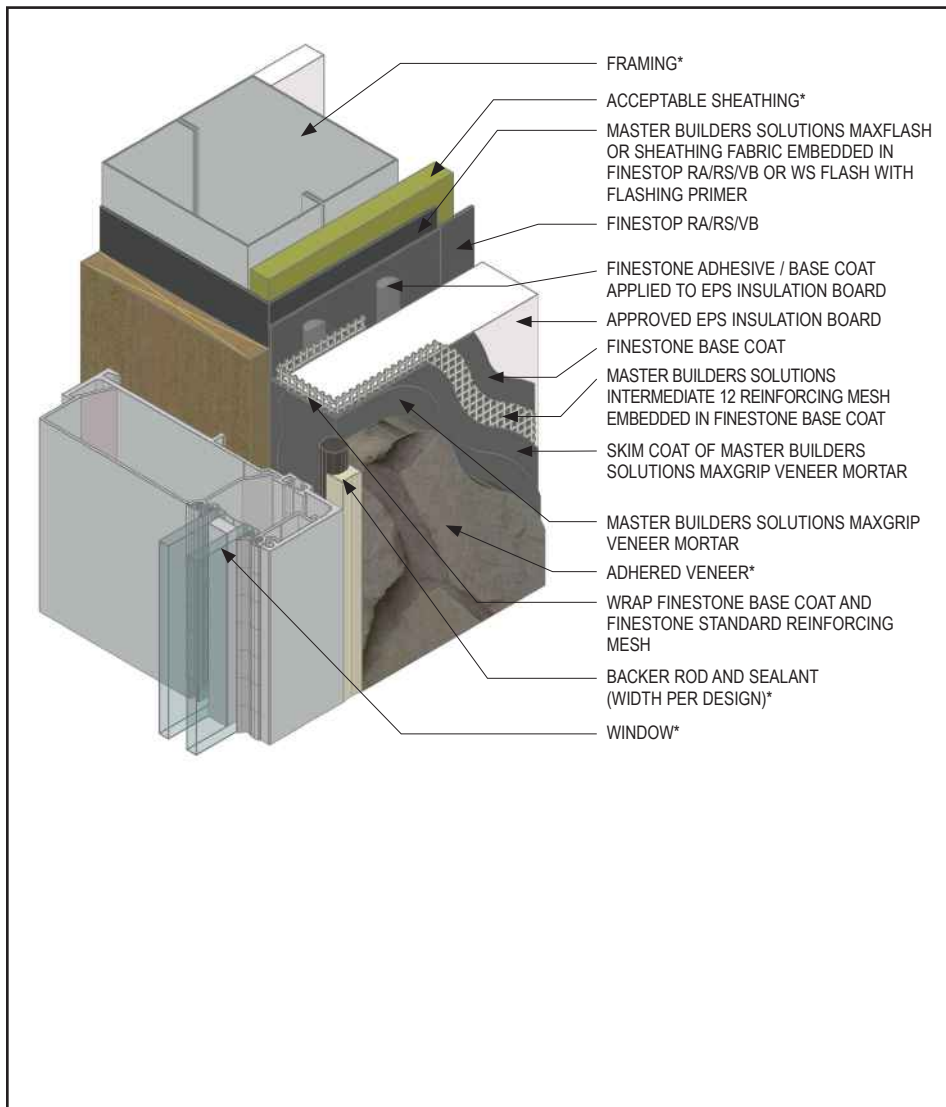 FRAMING*
ACCEPTABLE SHEATHING*
MASTER BUILDERS SOLUTIONS MAXFLASH
OR SHEATHING FABRIC EMBEDDED IN
FINESTOP RA/RS/VB OR WS FLASH WITH
FLASHING PRIMER
FINESTOP RA/RS/VB
FINESTONE ADHESIVE / BASE COAT
APPLIED TO EPS INSULATION BOARD
APPROVED EPS INSULATION BOARD
FINESTONE BASE COAT
MASTER BUILDERS SOLUTIONS
INTERMEDIATE 12 REINFORCING MESH
EMBEDDED IN FINESTONE BASE COAT
SKIM COAT OF MASTER BUILDERS
SOLUTIONS MAXGRIP VENEER MORTAR
MASTER BUILDERS SOLUTIONS MAXGRIP
VENEER MORTAR
ADHERED VENEER*
WRAP FINESTONE BASE COAT AND
FINESTONE STANDARD REINFORCING
MESH
BACKER ROD AND SEALANT
(WIDTH PER DESIGN)*
WINDOW*